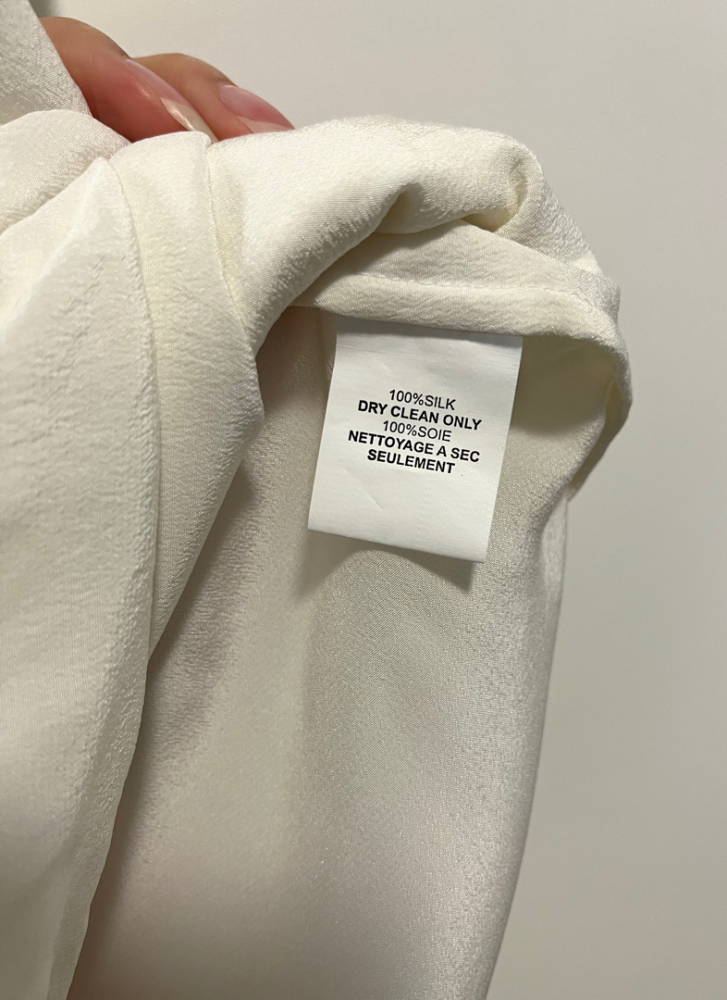 100%SILK
DRY CLEAN ONLY
100%SOIE
NETTOYAGE A SEC
SEULEMENT